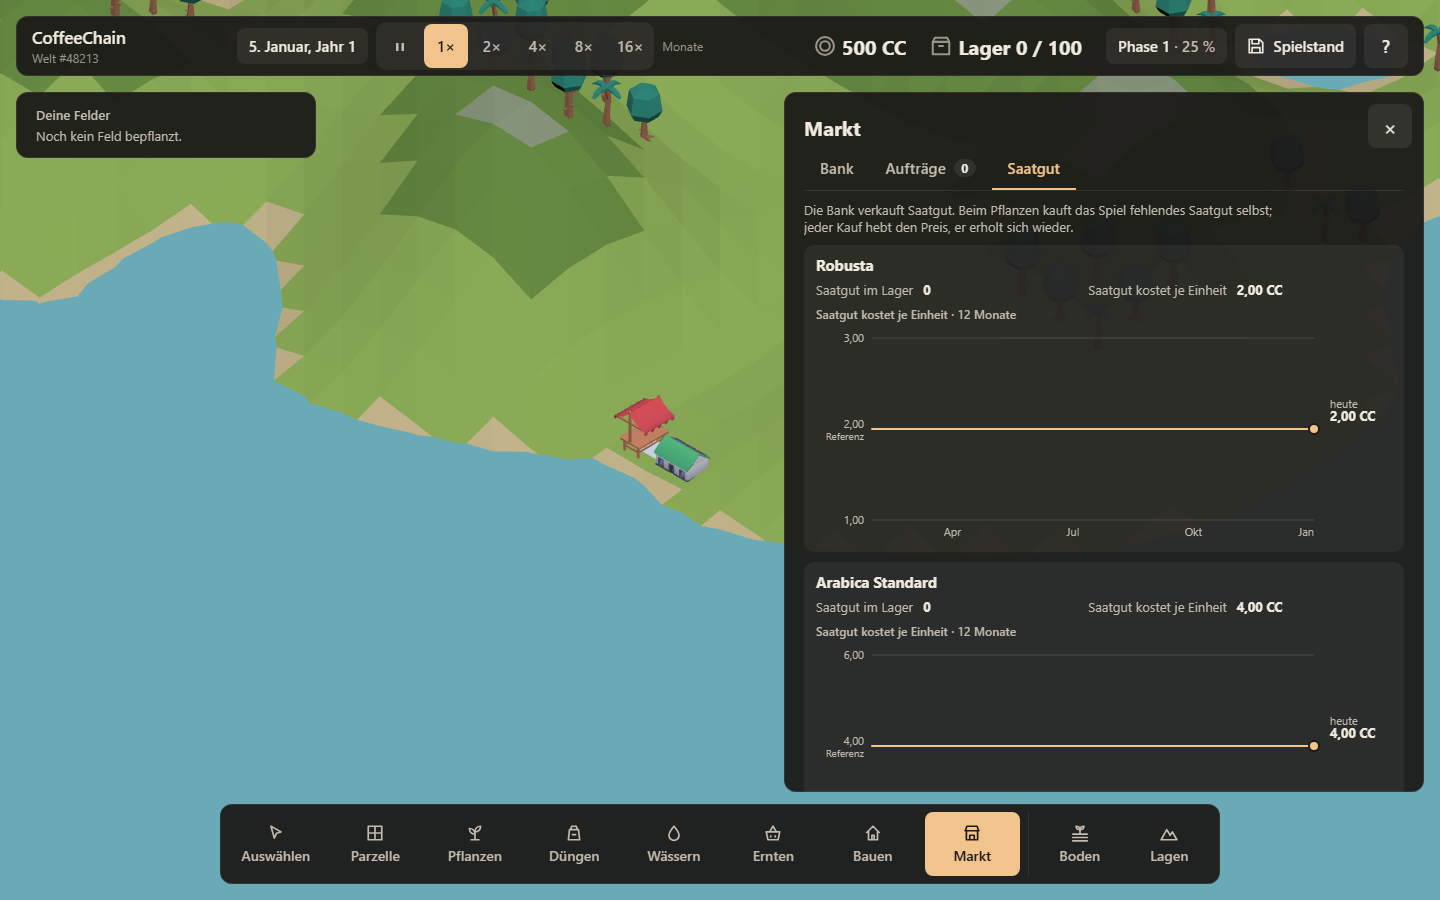 CoffeeChain
Welt #48213
5. Januar, Jahr 1
1×
2×
4×
8×
16×
Monate
500 CC
Lager 0 / 100
Phase 1 · 25 %
Spielstand
?
Deine Felder
Noch kein Feld bepflanzt.
Markt
×
Bank
Aufträge 0
Saatgut
Die Bank verkauft Saatgut. Beim Pflanzen kauft das Spiel fehlendes Saatgut selbst;
jeder Kauf hebt den Preis, er erholt sich wieder.
Robusta
Saatgut im Lager 0
Saatgut kostet je Einheit 2,00 CC
Saatgut kostet je Einheit · 12 Monate
3,00
2,00
Referenz
1,00
heute
2,00 CC
Apr
Jul
Okt
Jan
Arabica Standard
Saatgut im Lager 0
Saatgut kostet je Einheit 4,00 CC
Saatgut kostet je Einheit · 12 Monate
6,00
4,00
Referenz
heute
4,00 CC
Auswählen
Parzelle
Pflanzen
Düngen
Wässern
Ernten
Bauen
Markt
Boden
Lagen